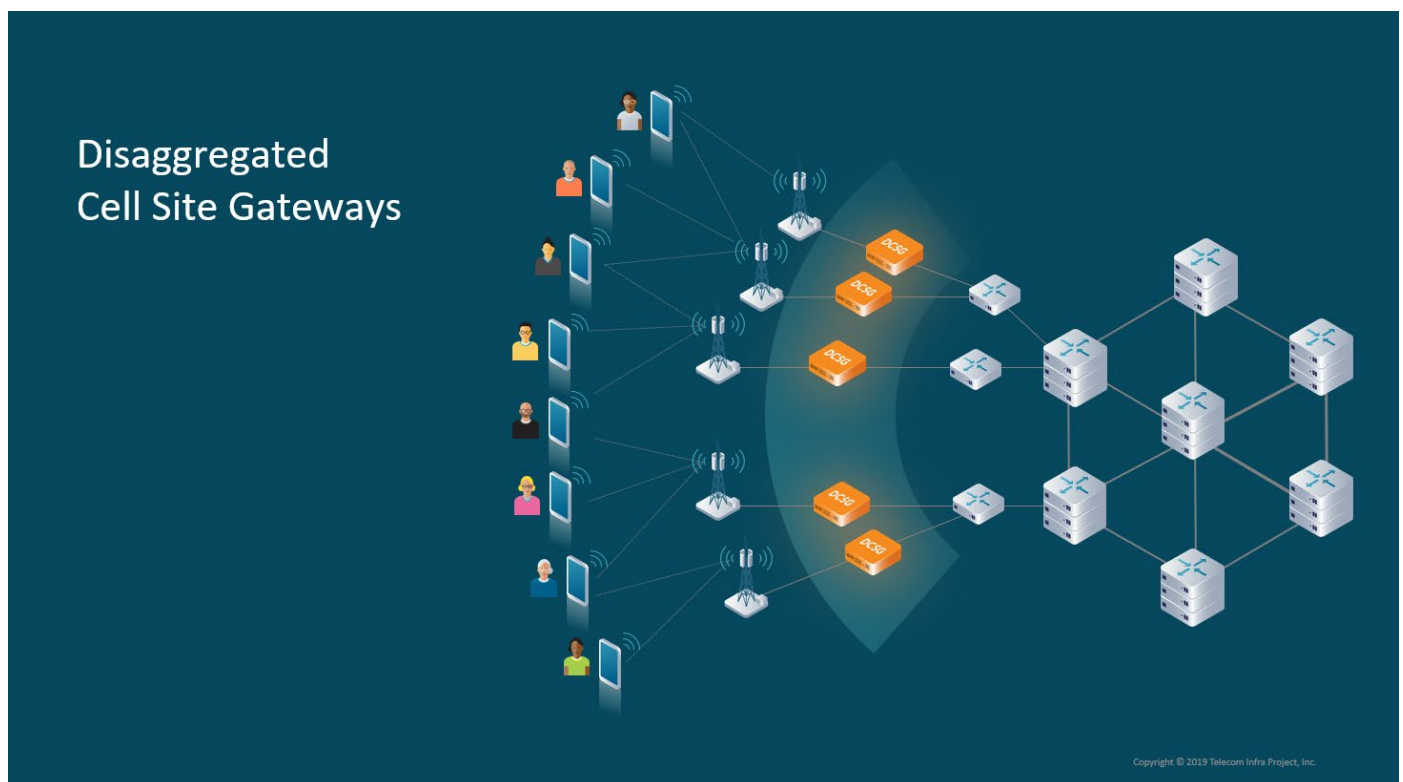 Disaggregated
Cell Site Gateways
DCSG
DCSG
DCSG
DCSG
DCSG
Copyright © 2019 Telecom Infra Project, Inc.